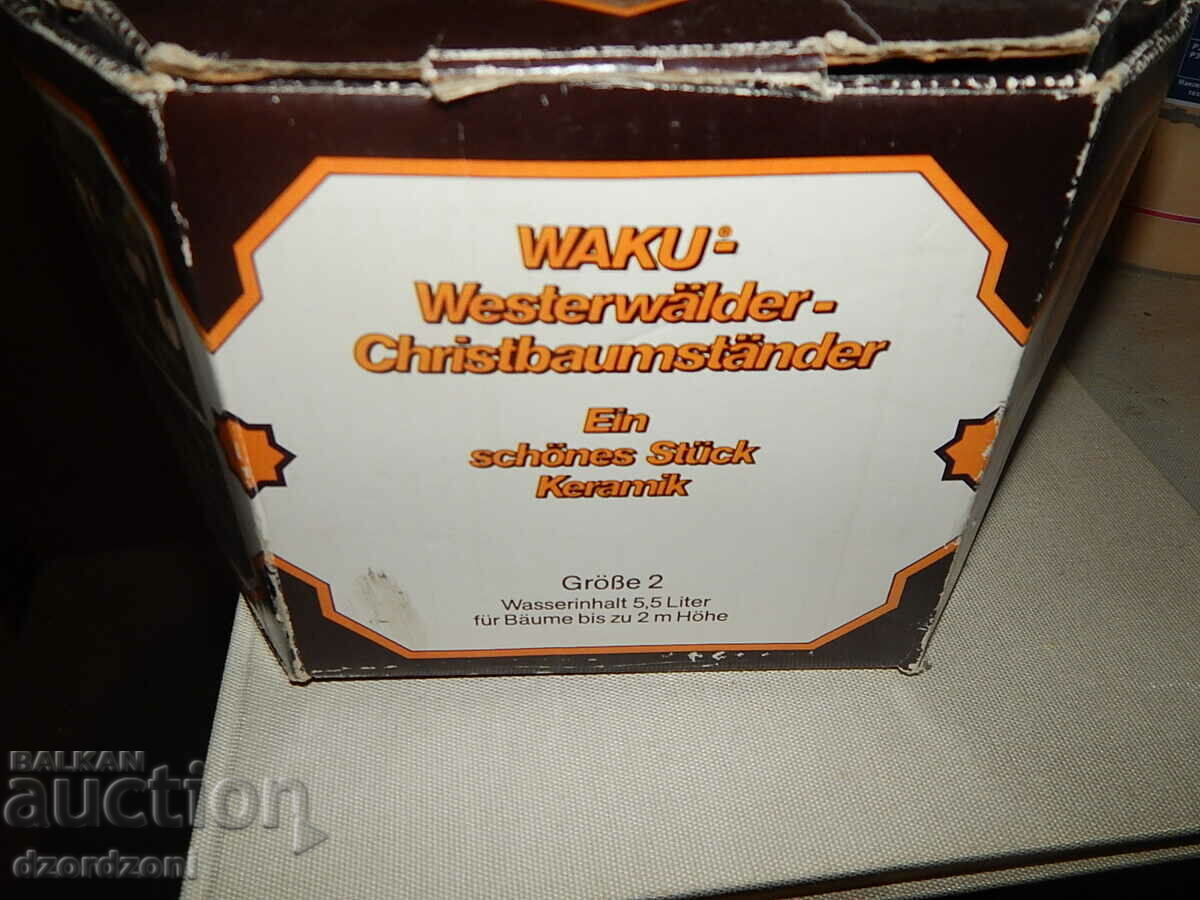 WAKU®-
Westerwälder-
Christbaumständer
Ein
schönes Stück
Keramik
Größe 2
Wasserinhalt 5,5 Liter
für Bäume bis zu 2 m Höhe
BALKAN
auction
dzordzoni